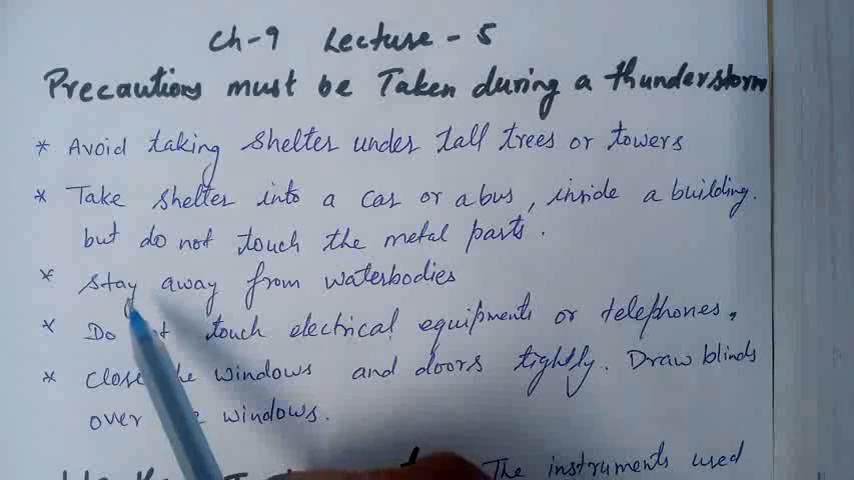 Ch-9 Lecture - 5
Precautions must be Taken during a thunderstorm
* Avoid taking shelter under tall trees or towers
* Take shelter into a car or a bus, inside a building.
but do not touch the metal parts.
* stay away from waterbodies
* Do touch electrical equipments or telephones.
* close windows and doors tightly. Draw blinds
over windows.
The instruments used